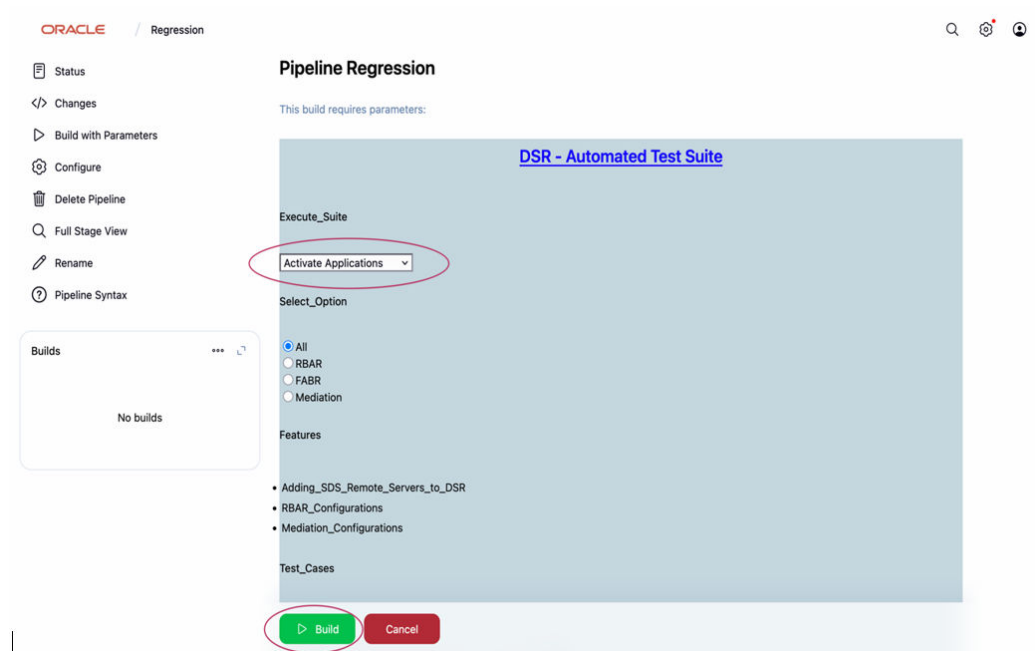 ORACLE / Regression
Status
Changes
Build with Parameters
Configure
Delete Pipeline
Full Stage View
Rename
Pipeline Syntax
Builds
No builds
Pipeline Regression
This build requires parameters:
DSR - Automated Test Suite
Execute_Suite
Activate Applications
Select_Option
All
RBAR
FABR
Mediation
Features
• Adding_SDS_Remote_Servers_to_DSR
• RBAR_Configurations
• Mediation_Configurations
Test_Cases
Build
Cancel